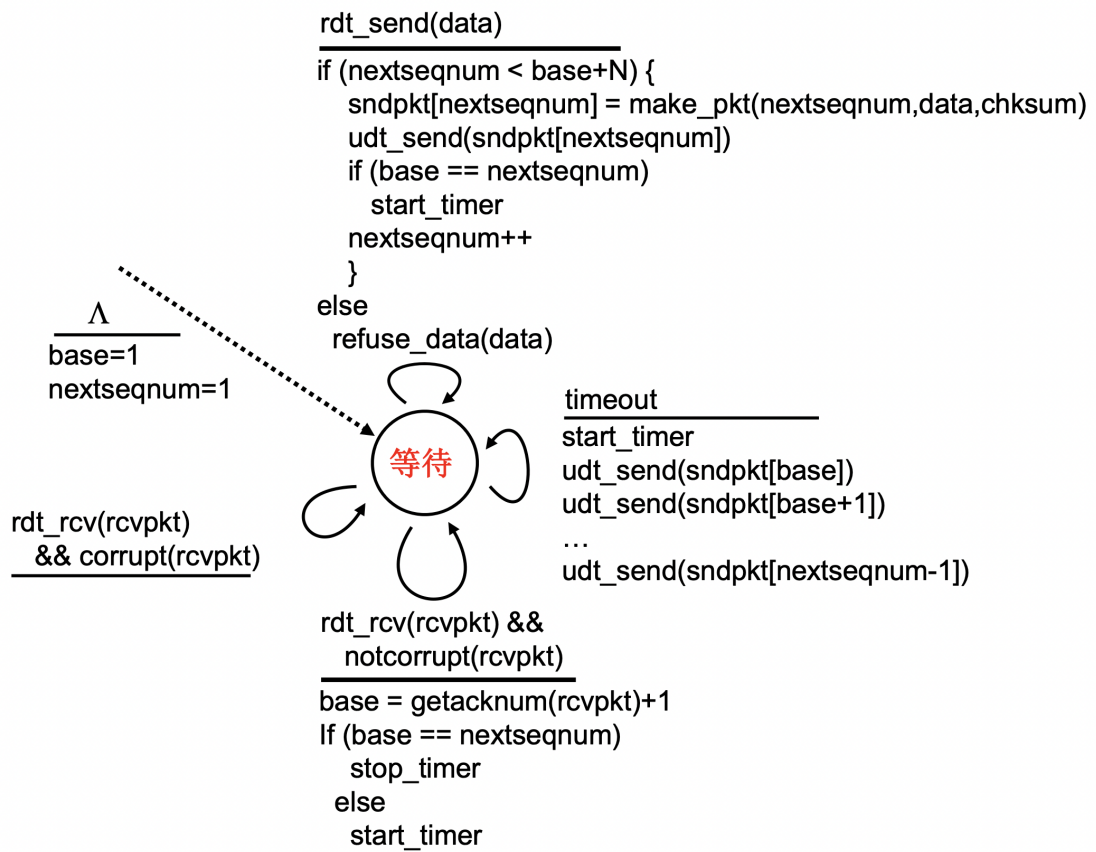 rdt_send(data)
if (nextseqnum < base+N) {
sndpkt[nextseqnum] = make_pkt(nextseqnum,data,chksum)
udt_send(sndpkt[nextseqnum])
if (base == nextseqnum)
start_timer
nextseqnum++
}
else
refuse_data(data)
Λ
base=1
nextseqnum=1
等待
timeout
start_timer
udt_send(sndpkt[base])
udt_send(sndpkt[base+1])
…
udt_send(sndpkt[nextseqnum-1])
rdt_rcv(rcvpkt)
&& corrupt(rcvpkt)
rdt_rcv(rcvpkt) &&
notcorrupt(rcvpkt)
base = getacknum(rcvpkt)+1
If (base == nextseqnum)
stop_timer
else
start_timer